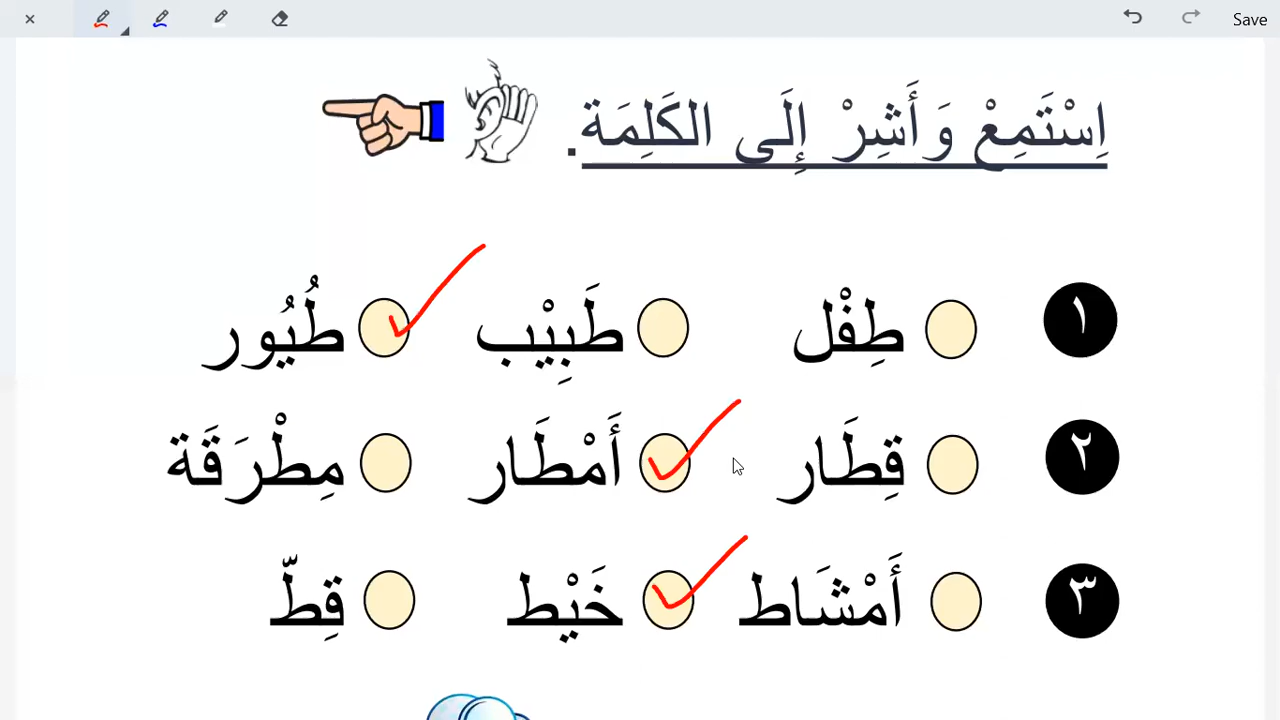 Save
اِسْتَمِعْ وَأَشِرْ إِلَى الكَلِمَة.
١ طِفْل طَبِيْب طُيُور
٢ قِطَار أَمْطَار مِطْرَقَة
٣ أَمْشَاط خَيْط قِطّ